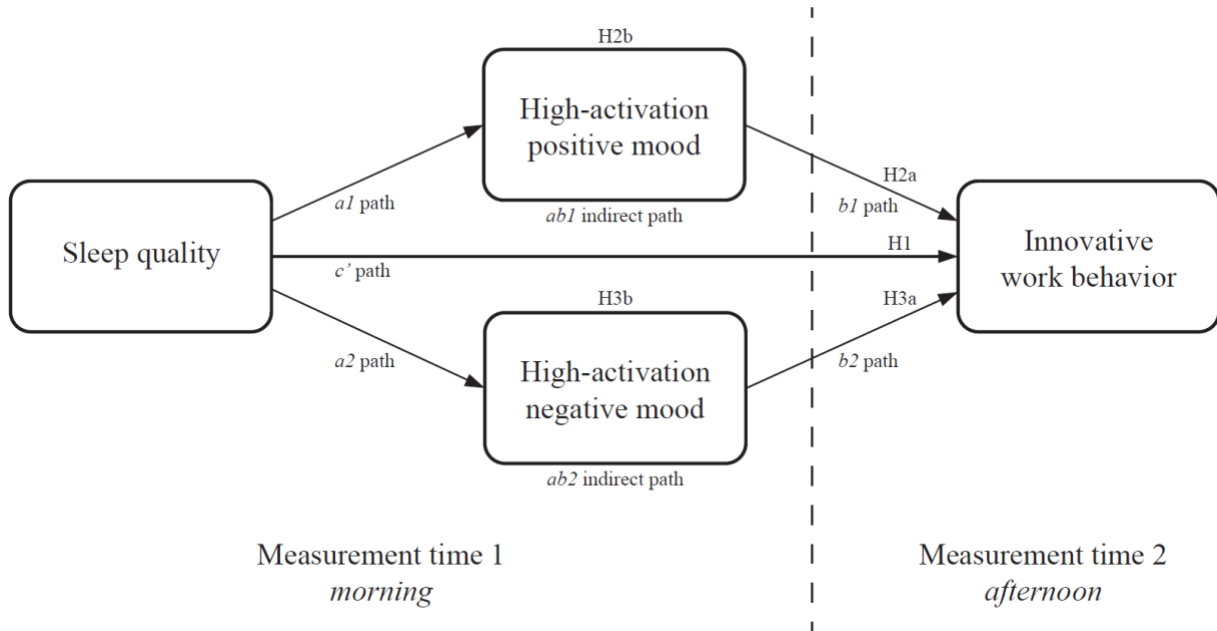 H2b
High-activation
positive mood
H2a
a1 path
b1 path
ab1 indirect path
Sleep quality
H1
Innovative
work behavior
c’ path
H3b
H3a
a2 path
High-activation
negative mood
b2 path
ab2 indirect path
Measurement time 1
morning
Measurement time 2
afternoon